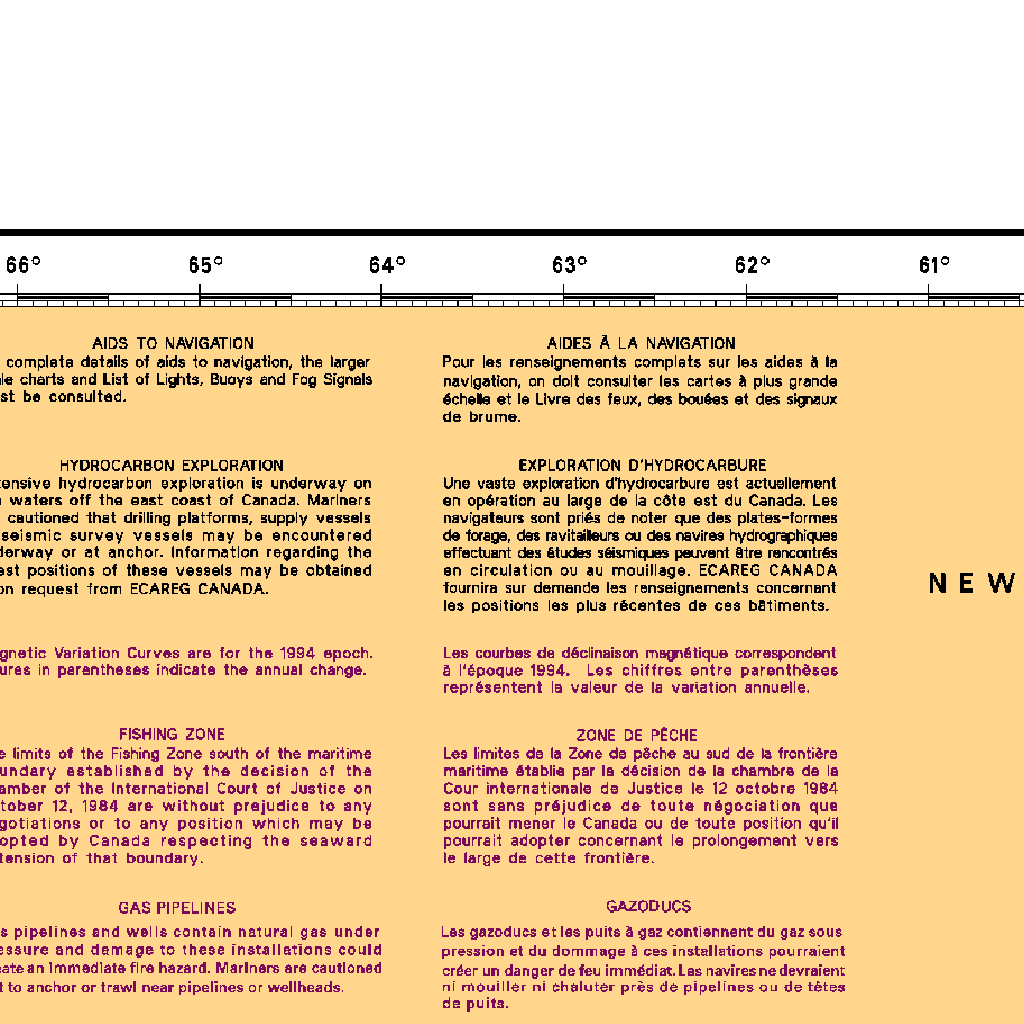 66° 65° 64° 63° 62° 61°
AIDS TO NAVIGATION
complete details of aids to navigation, the larger
charts and List of Lights, Buoys and Fog Signals
be consulted.
HYDROCARBON EXPLORATION
hydrocarbon exploration is underway on
waters off the east coast of Canada. Mariners
cautioned that drilling platforms, supply vessels
seismic survey vessels may be encountered
or at anchor. Information regarding the
positions of these vessels may be obtained
on request from ECAREG CANADA.
Variation Curves are for the 1994 epoch.
in parentheses indicate the annual change.
FISHING ZONE
limits of the Fishing Zone south of the maritime
established by the decision of the
of the International Court of Justice on
12, 1984 are without prejudice to any
or to any position which may be
by Canada respecting the seaward
of that boundary.
GAS PIPELINES
pipelines and wells contain natural gas under
and damage to these installations could
an immediate fire hazard. Mariners are cautioned
to anchor or trawl near pipelines or wellheads.
AIDES À LA NAVIGATION
Pour les renseignements complets sur les aides à la
navigation, on doit consulter les cartes à plus grande
échelle et le Livre des feux, des bouées et des signaux
de brume.
EXPLORATION D'HYDROCARBURE
Une vaste exploration d'hydrocarbure est actuellement
en opération au large de la côte est du Canada. Les
navigateurs sont priés de noter que des plates-formes
de forage, des ravitailleurs ou des navires hydrographiques
effectuant des études séismiques peuvent être rencontrés
en circulation ou au mouillage. ECAREG CANADA
fournira sur demande les renseignements concernant
les positions les plus récentes de ces bâtiments.
Les courbes de déclinaison magnétique correspondent
à l'époque 1994. Les chiffres entre parenthèses
représentent la valeur de la variation annuelle.
ZONE DE PÊCHE
Les limites de la Zone de pêche au sud de la frontière
maritime établie par la décision de la chambre de la
Cour internationale de Justice le 12 octobre 1984
sont sans préjudice de toute négociation que
pourrait mener le Canada ou de toute position qu'il
pourrait adopter concernant le prolongement vers
le large de cette frontière.
GAZODUCS
Les gazoducs et les puits à gaz contiennent du gaz sous
pression et du dommage à ces installations pourraient
créer un danger de feu immédiat. Les navires ne devraient
ni mouiller ni chaluter près de pipelines ou de têtes
de puits.
NEW